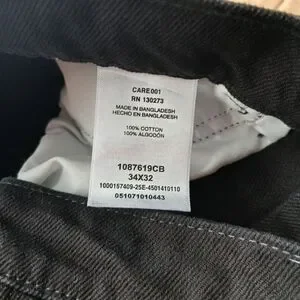 CARE001
RN 130273
MADE IN BANGLADESH
HECHO EN BANGLADESH
100% COTTON
100% ALGODÓN
1087619CB
34X32
1000157409-25E-4501410110
051071010443